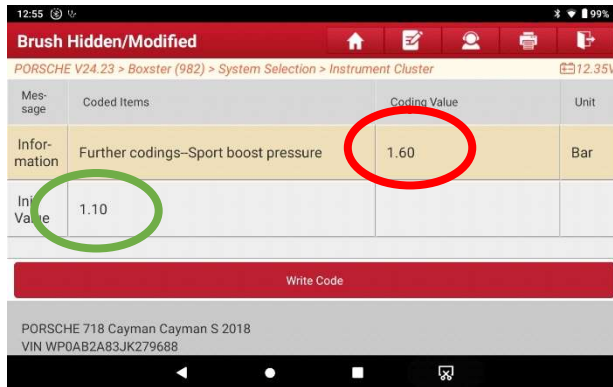 12:55 99%
Brush Hidden/Modified
PORSCHE V24.23 > Boxster (982) > System Selection > Instrument Cluster 12.35V
Mes-
sage Coded Items Coding Value Unit
Infor-
mation Further codings--Sport boost pressure 1.60 Bar
Value 1.10
Write Code
PORSCHE 718 Cayman Cayman S 2018
VIN WP0AB2A83JK279688